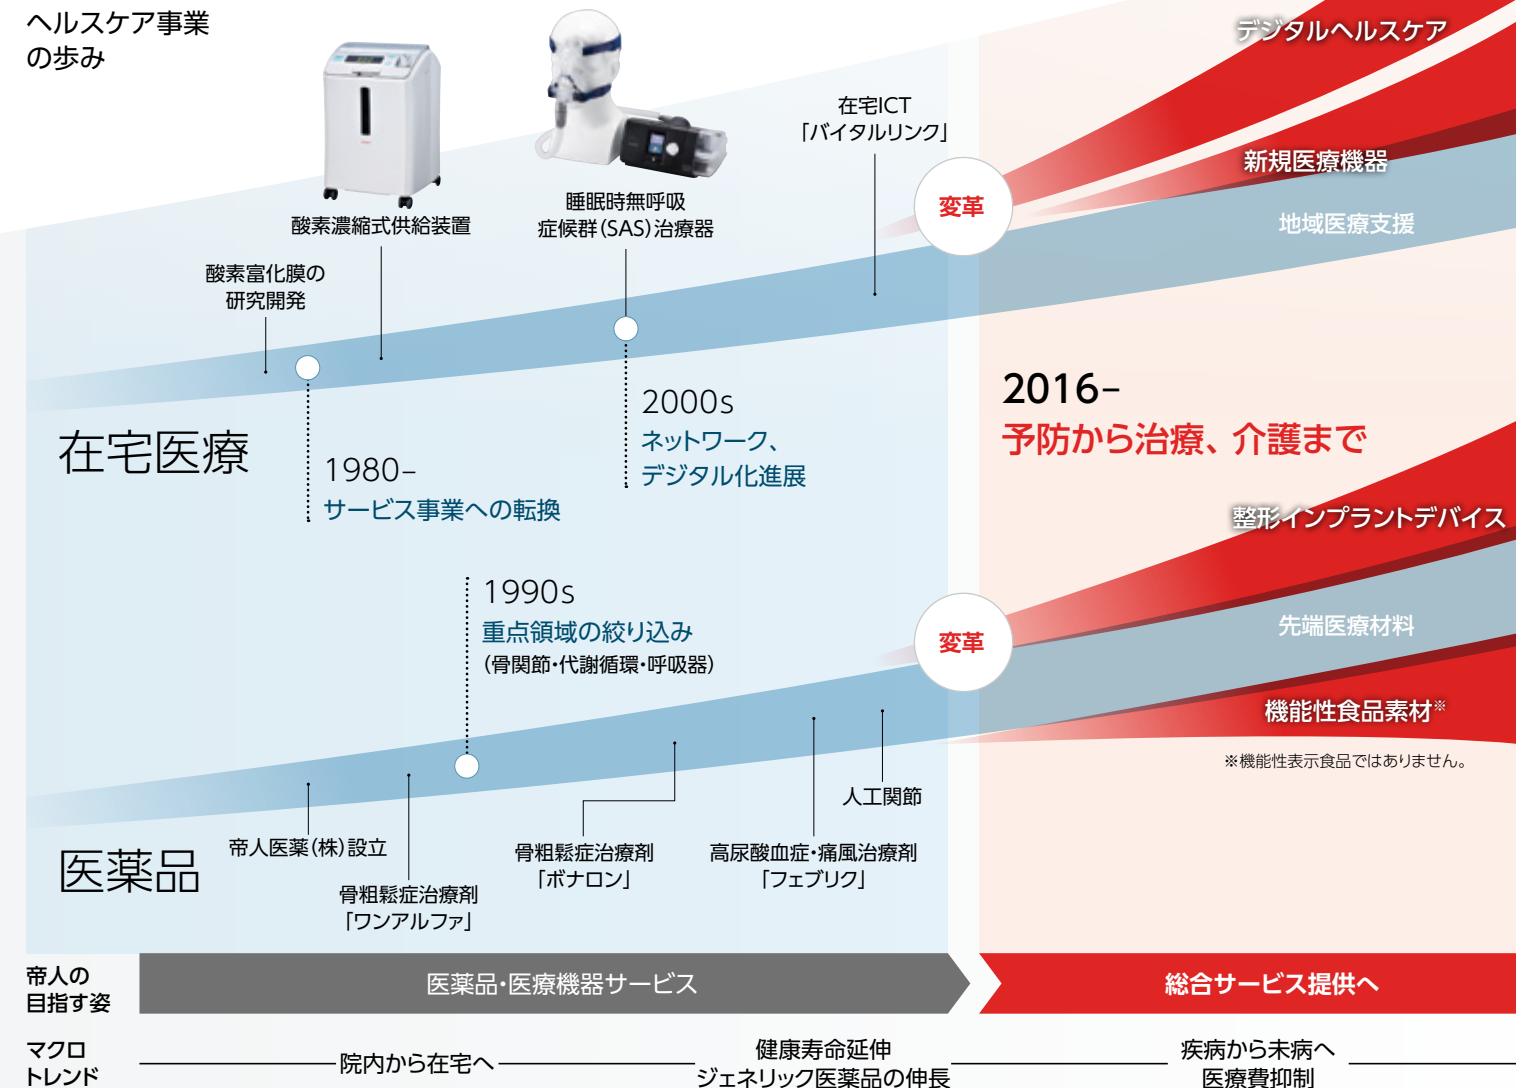 ヘルスケア事業
の歩み
デジタルヘルスケア
在宅ICT
「バイタルリンク」
新規医療機器
変革
地域医療支援
睡眠時無呼吸
症候群(SAS)治療器
酸素濃縮式供給装置
酸素富化膜の
研究開発
在宅医療
1980–
サービス事業への転換
2000s
ネットワーク、
デジタル化進展
2016–
予防から治療、介護まで
整形インプラントデバイス
1990s
重点領域の絞り込み
(骨関節・代謝循環・呼吸器)
変革
先端医療材料
機能性食品素材※
※機能性表示食品ではありません。
医薬品
帝人医薬(株)設立
骨粗鬆症治療剤
「ワンアルファ」
骨粗鬆症治療剤
「ボナロン」
高尿酸血症・痛風治療剤
「フェブリク」
人工関節
帝人の
目指す姿
医薬品・医療機器サービス
総合サービス提供へ
マクロ
トレンド
院内から在宅へ
健康寿命延伸
ジェネリック医薬品の伸長
疾病から未病へ
医療費抑制